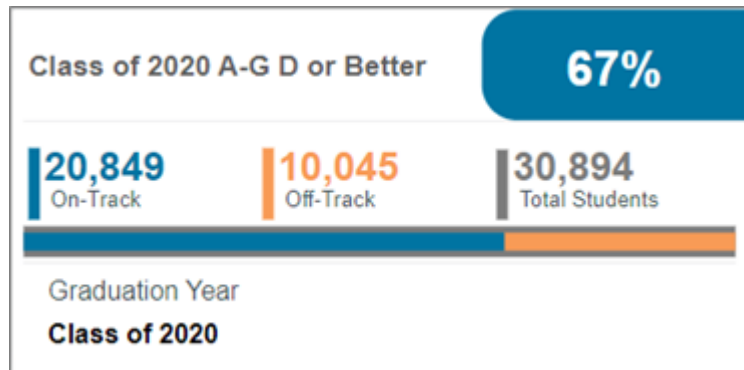 Class of 2020 A-G D or Better
67%
20,849 10,045 30,894
On-Track Off-Track Total Students
Graduation Year
Class of 2020